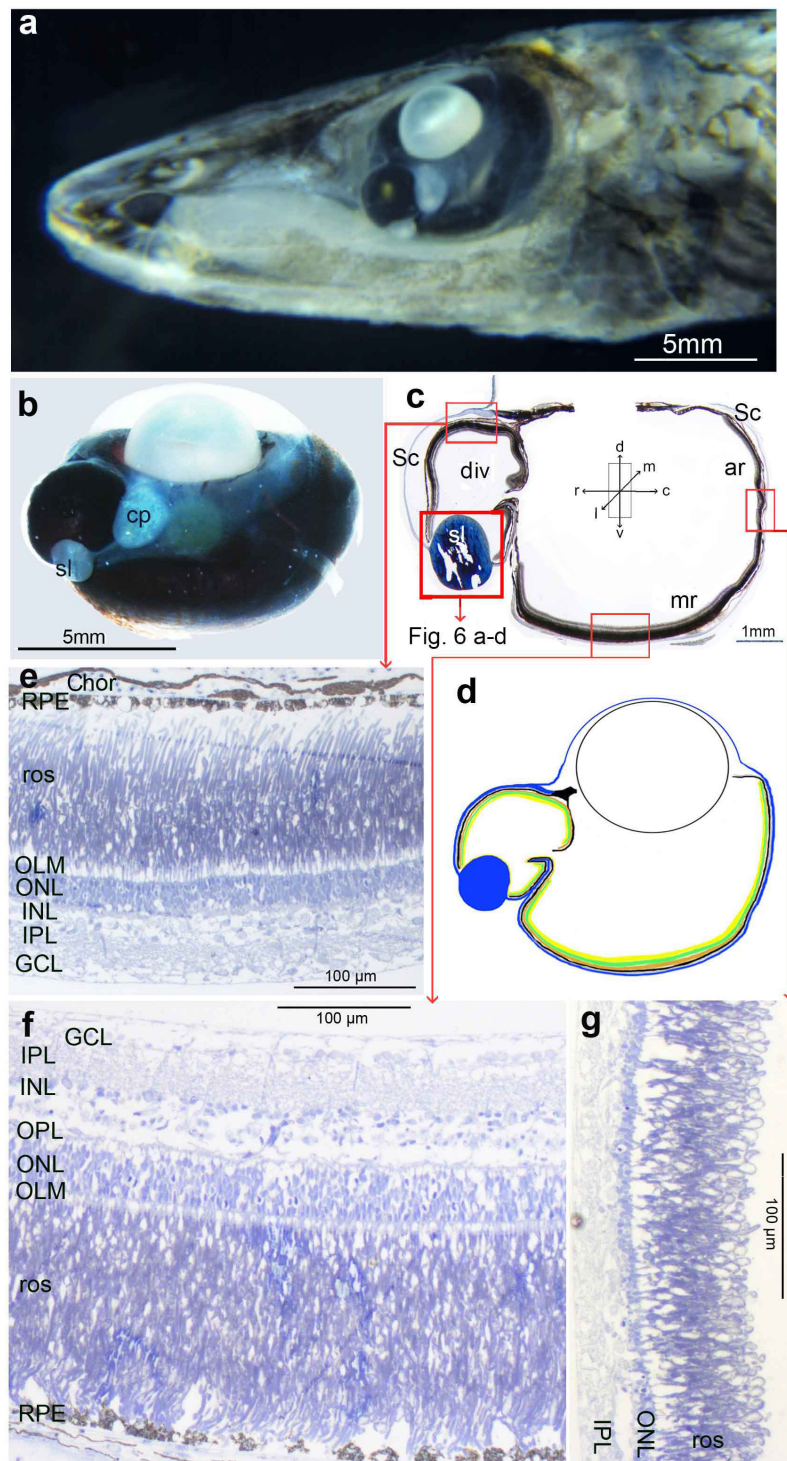 a
5mm
b
cp
sl
5mm
c
Sc
Sc
div
ar
d
m
r
c
l
v
sl
mr
Fig. 6 a-d
1mm
d
e
Chor
RPE
ros
OLM
ONL
INL
IPL
GCL
100 µm
f
100 µm
GCL
IPL
INL
OPL
ONL
OLM
ros
RPE
g
100 µm
IPL
ONL
ros